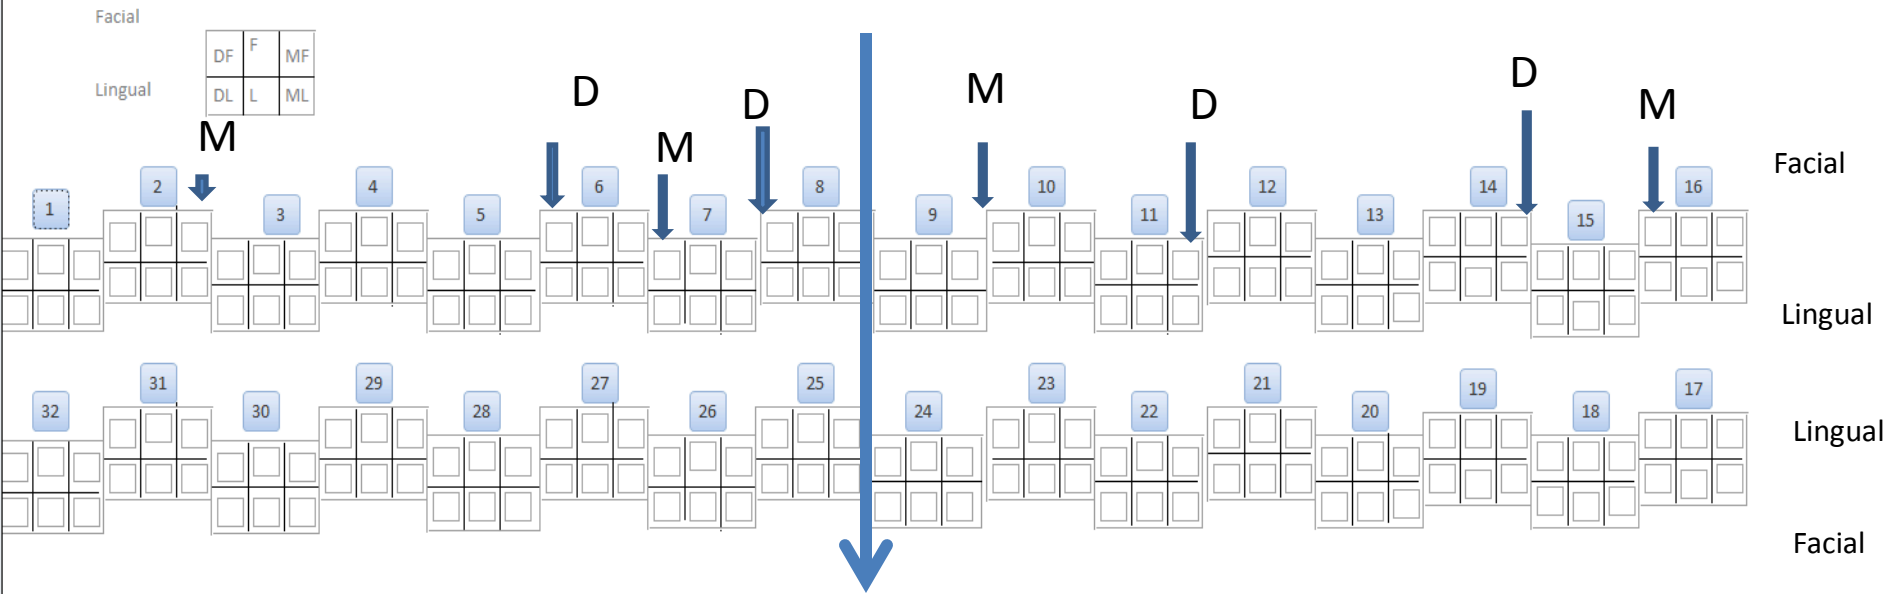 Facial
DF F MF
Lingual
DL L ML
M D M D M D D M
Facial
1 2 3 4 5 6 7 8 9 10 11 12 13 14 15 16
Lingual
32 31 30 29 28 27 26 25 24 23 22 21 20 19 18 17
Lingual
Facial